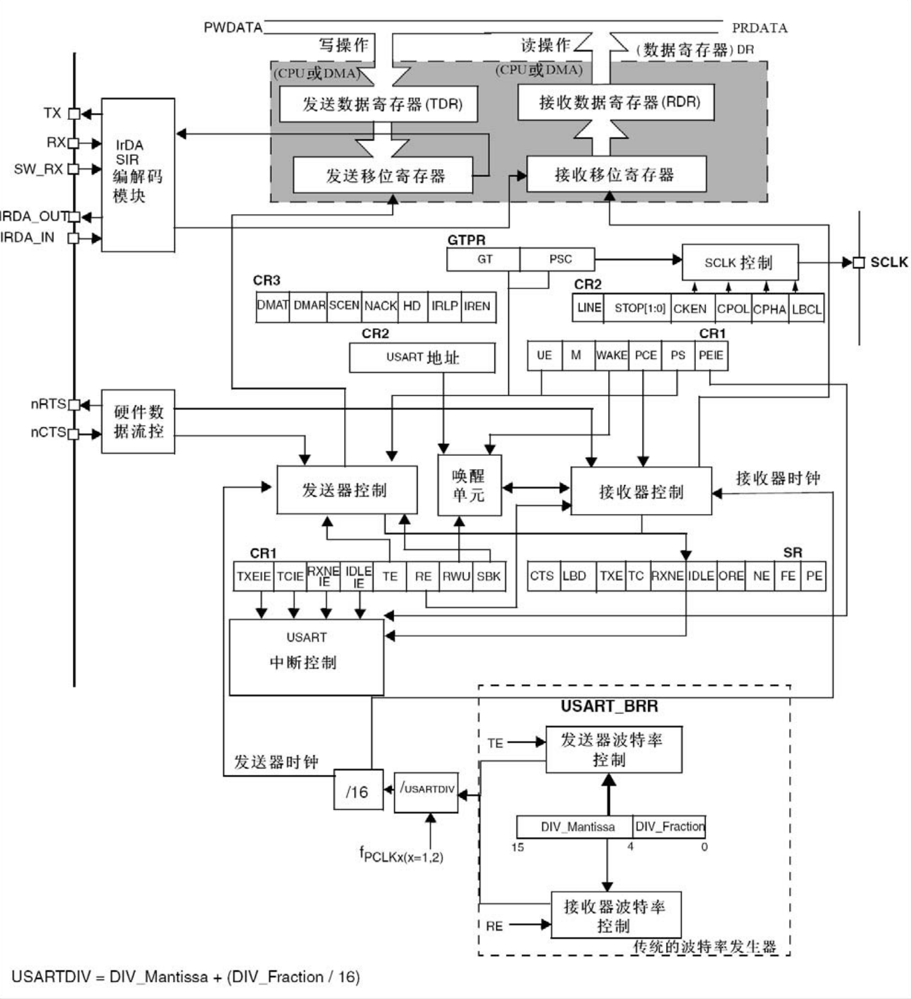 PWDATA
PRDATA
写操作
读操作
(数据寄存器) DR
(CPU或DMA)
(CPU或DMA)
发送数据寄存器(TDR)
接收数据寄存器(RDR)
TX
RX
SW_RX
IRDA_OUT
IRDA_IN
IrDA
SIR
编解码
模块
发送移位寄存器
接收移位寄存器
GTPR
GT PSC
SCLK 控制
SCLK
CR3
DMAT DMAR SCEN NACK HD IRLP IREN
CR2
LINE STOP[1:0] CKEN CPOL CPHA LBCL
CR2
USART 地址
CR1
UE M WAKE PCE PS PEIE
nRTS
nCTS
硬件数
据流控
发送器控制
唤醒
单元
接收器控制
接收器时钟
CR1
TXEIE TCIE RXNE IE IDLE IE TE RE RWU SBK
SR
CTS LBD TXE TC RXNE IDLE ORE NE FE PE
USART
中断控制
USART_BRR
TE
发送器波特率
控制
发送器时钟
/16
/USARTDIV
DIV_Mantissa DIV_Fraction
15 4 0
fPCLKx(x=1,2)
接收器波特率
控制
RE
传统的波特率发生器
USARTDIV = DIV_Mantissa + (DIV_Fraction / 16)